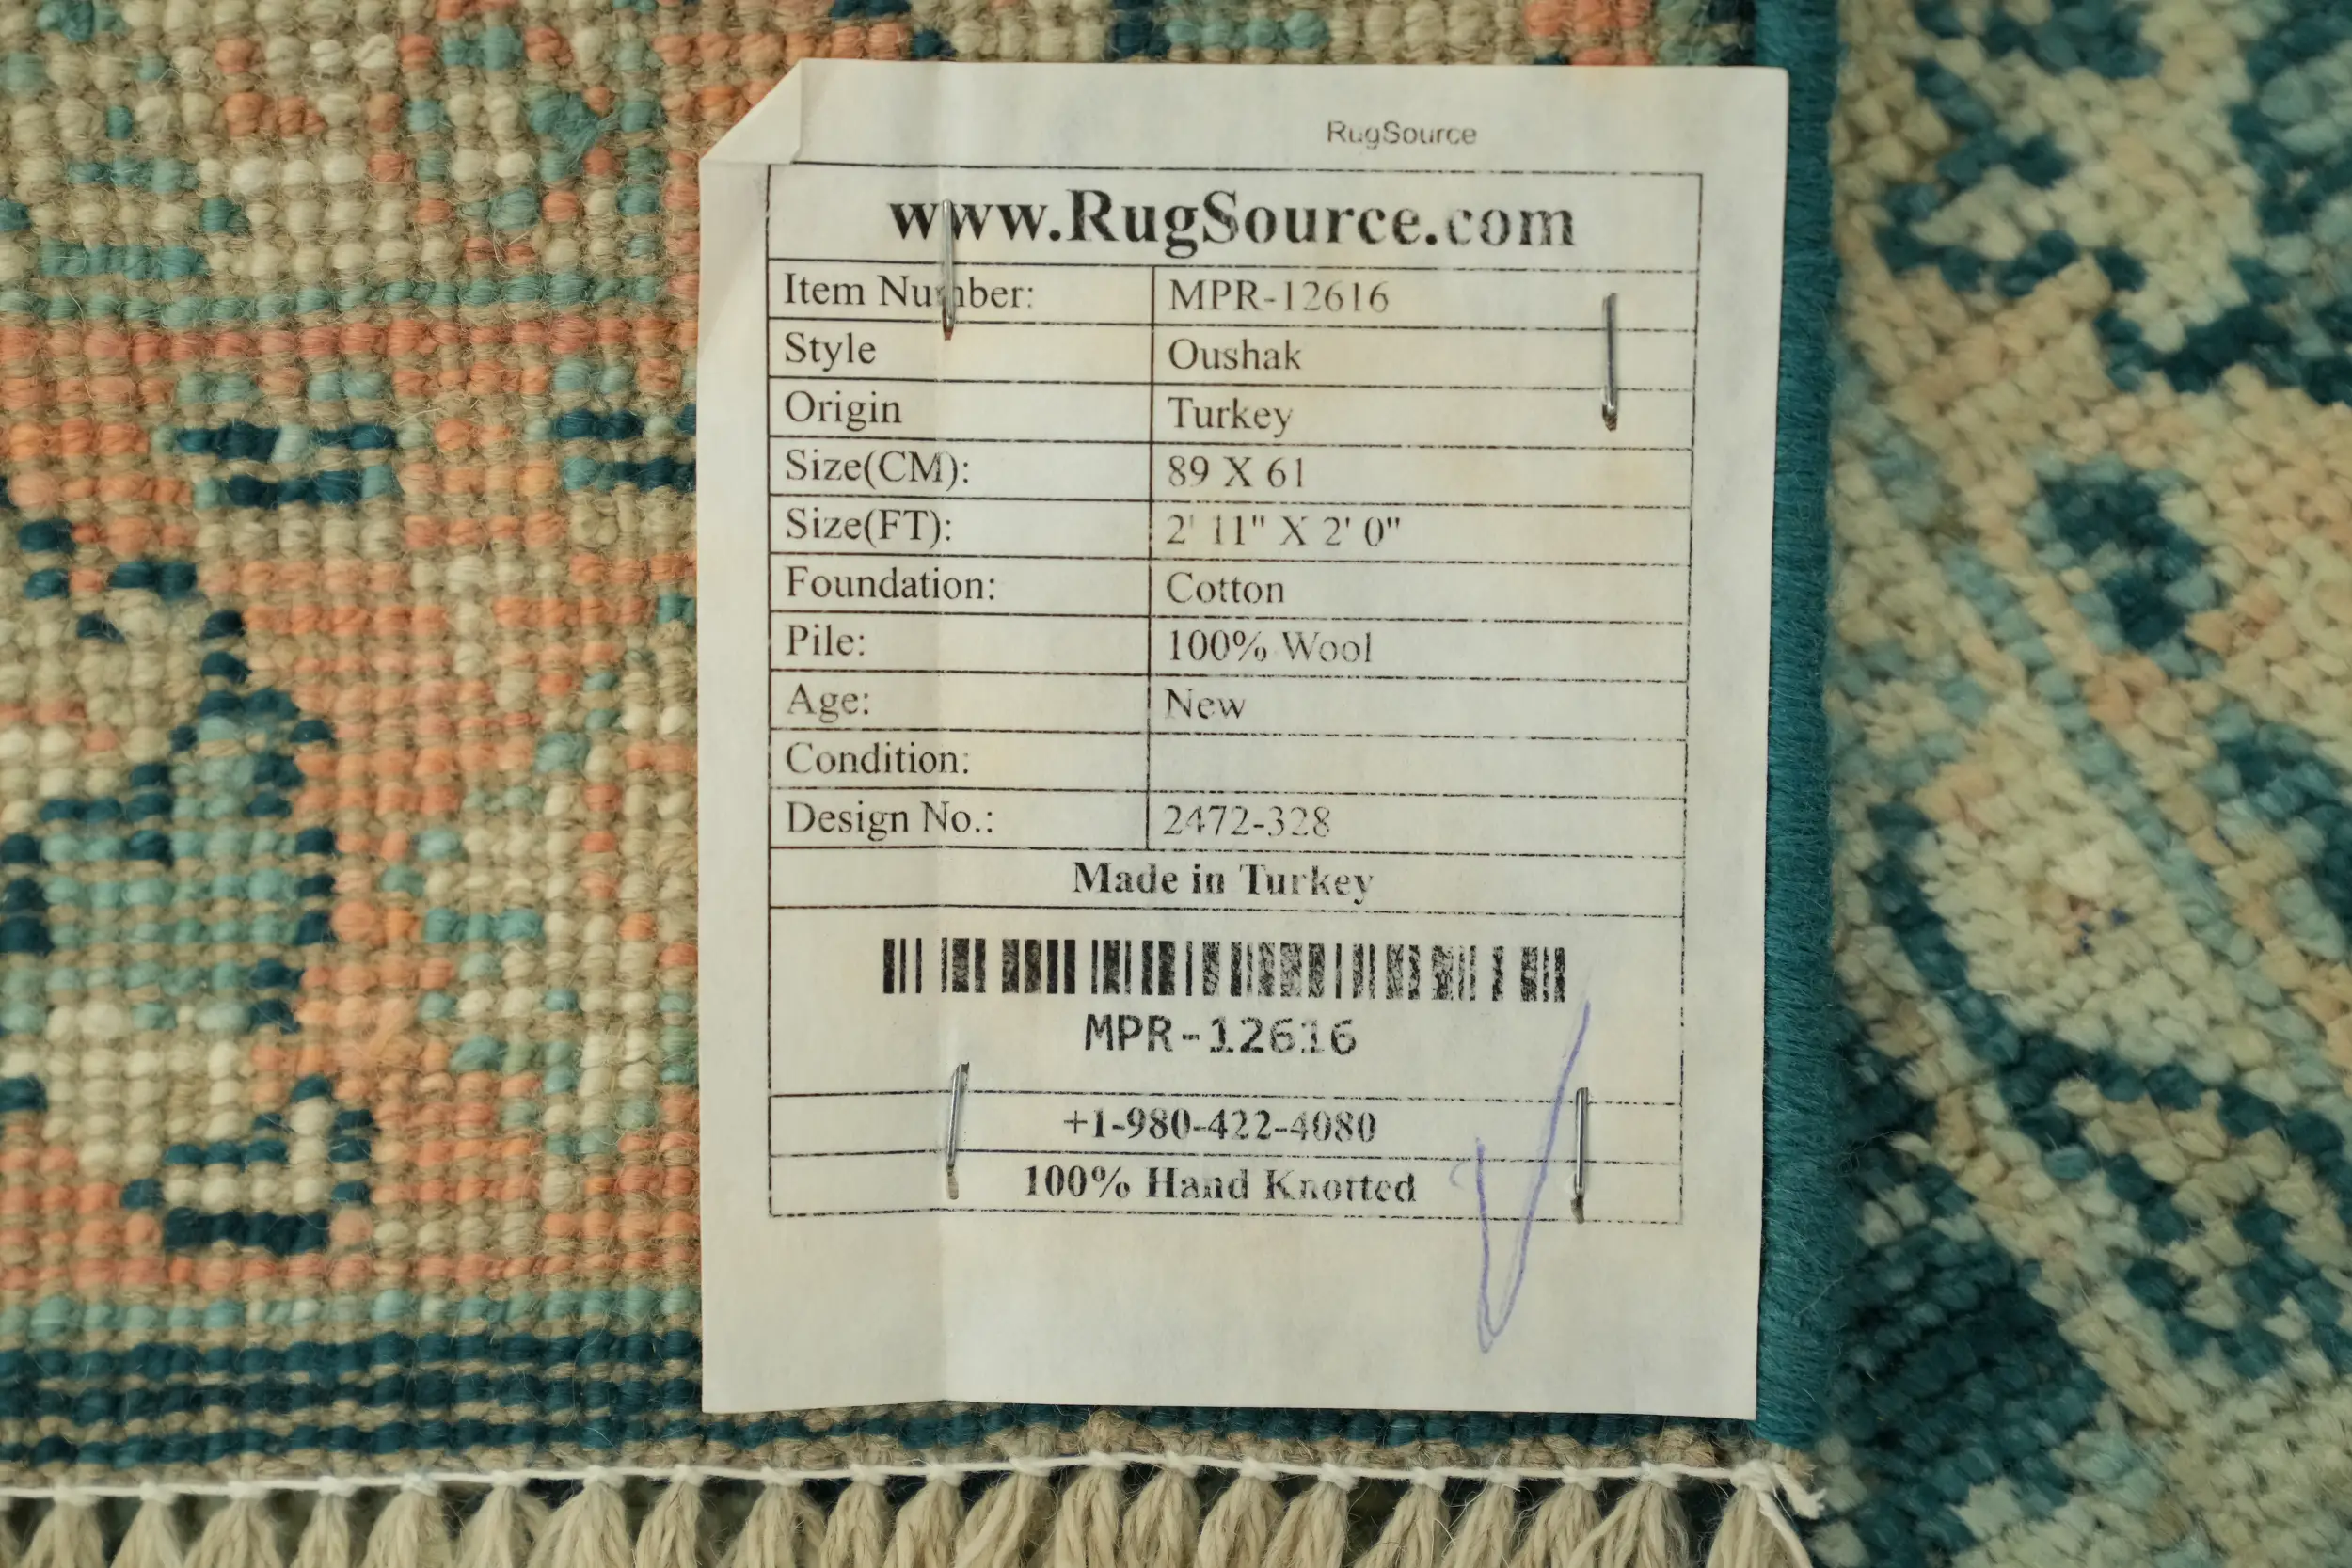 RugSource
www.RugSource.com
Item Number: MPR-12616
Style Oushak
Origin Turkey
Size(CM): 89 X 61
Size(FT): 2' 11" X 2' 0"
Foundation: Cotton
Pile: 100% Wool
Age: New
Condition:
Design No.: 2472-328
Made in Turkey
MPR-12616
+1-980-422-4080
100% Hand Knotted